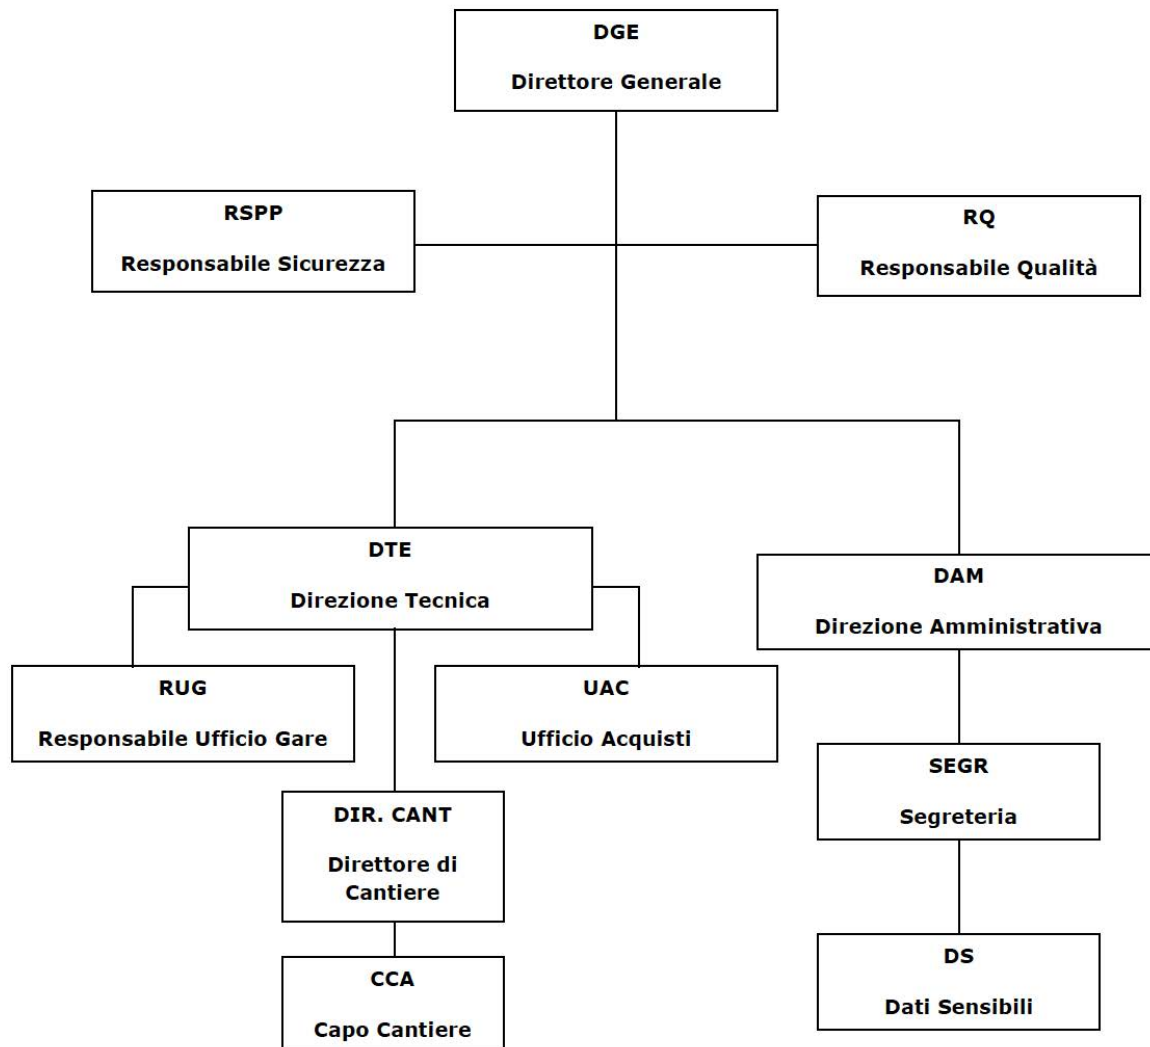 DGE
Direttore Generale
RSPP
Responsabile Sicurezza
RQ
Responsabile Qualità
DTE
Direzione Tecnica
DAM
Direzione Amministrativa
RUG
Responsabile Ufficio Gare
UAC
Ufficio Acquisti
SEGR
Segreteria
DIR. CANT
Direttore di
Cantiere
DS
Dati Sensibili
CCA
Capo Cantiere